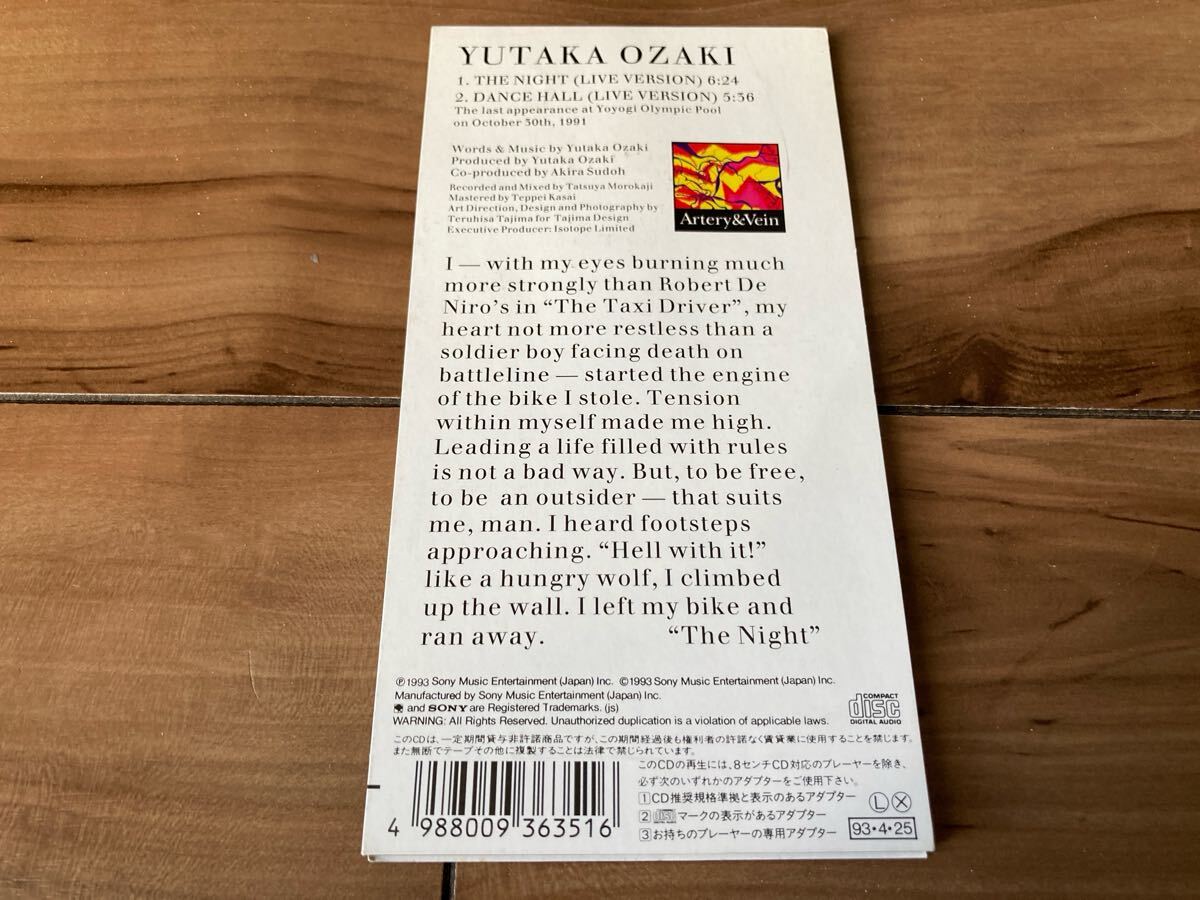 YUTAKA OZAKI
1. THE NIGHT (LIVE VERSION) 6:24
2. DANCE HALL (LIVE VERSION) 5:36
The last appearance at Yoyogi Olympic Pool
on October 30th, 1991
Words & Music by Yutaka Ozaki
Produced by Yutaka Ozaki
Co-produced by Akira Sudoh
Recorded and Mixed by Tatsuya Morokaji
Mastered by Teppei Kasai
Art Direction, Design and Photography by
Teruhisa Tajima for Tajima Design
Executive Producer: Isotope Limited
Artery&Vein
I — with my eyes burning much
more strongly than Robert De
Niro's in “The Taxi Driver”, my
heart not more restless than a
soldier boy facing death on
battleline — started the engine
of the bike I stole. Tension
within myself made me high.
Leading a life filled with rules
is not a bad way. But, to be free,
to be an outsider — that suits
me, man. I heard footsteps
approaching. “Hell with it!”
like a hungry wolf, I climbed
up the wall. I left my bike and
ran away. “The Night”
℗1993 Sony Music Entertainment (Japan) Inc. ©1993 Sony Music Entertainment (Japan) Inc.
Manufactured by Sony Music Entertainment (Japan) Inc.
and SONY are Registered Trademarks. (js)
WARNING: All Rights Reserved. Unauthorized duplication is a violation of applicable laws.
COMPACT
disc
DIGITAL AUDIO
このCDは、一定期間貸与非許諾商品ですが、この期間経過後も権利者の許諾なく賃貸業に使用することを禁じます。
また無断でテープその他に複製することは法律で禁じられています。
このCDの再生には、8センチCD対応のプレーヤーを除き、
必ず次のいずれかのアダプターをご使用下さい。
1 CD推奨規格準拠と表示のあるアダプター
2 disc マークの表示があるアダプター
3 お持ちのプレーヤーの専用アダプター
Ⓛ Ⓧ
93・4・25
4 988009 363516